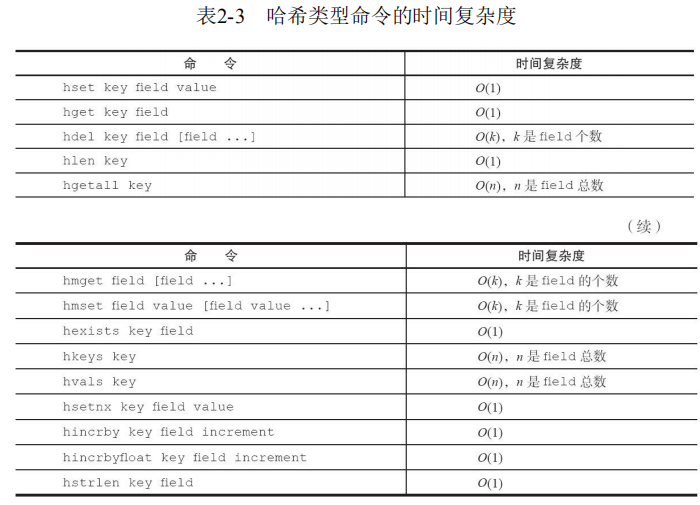 表2-3 哈希类型命令的时间复杂度
命 令 时间复杂度
hset key field value O(1)
hget key field O(1)
hdel key field [field ...] O(k)，k 是 field 个数
hlen key O(1)
hgetall key O(n)，n 是 field 总数
（续）
命 令 时间复杂度
hmget field [field ...] O(k)，k 是 field 的个数
hmset field value [field value ...] O(k)，k 是 field 的个数
hexists key field O(1)
hkeys key O(n)，n 是 field 总数
hvals key O(n)，n 是 field 总数
hsetnx key field value O(1)
hincrby key field increment O(1)
hincrbyfloat key field increment O(1)
hstrlen key field O(1)